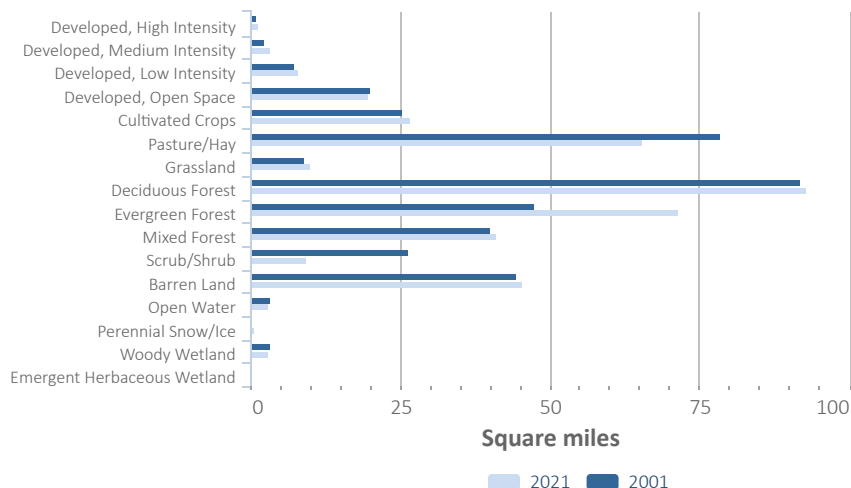 Developed, High Intensity
Developed, Medium Intensity
Developed, Low Intensity
Developed, Open Space
Cultivated Crops
Pasture/Hay
Grassland
Deciduous Forest
Evergreen Forest
Mixed Forest
Scrub/Shrub
Barren Land
Open Water
Perennial Snow/Ice
Woody Wetland
Emergent Herbaceous Wetland
0 25 50 75 100
Square miles
2021 2001